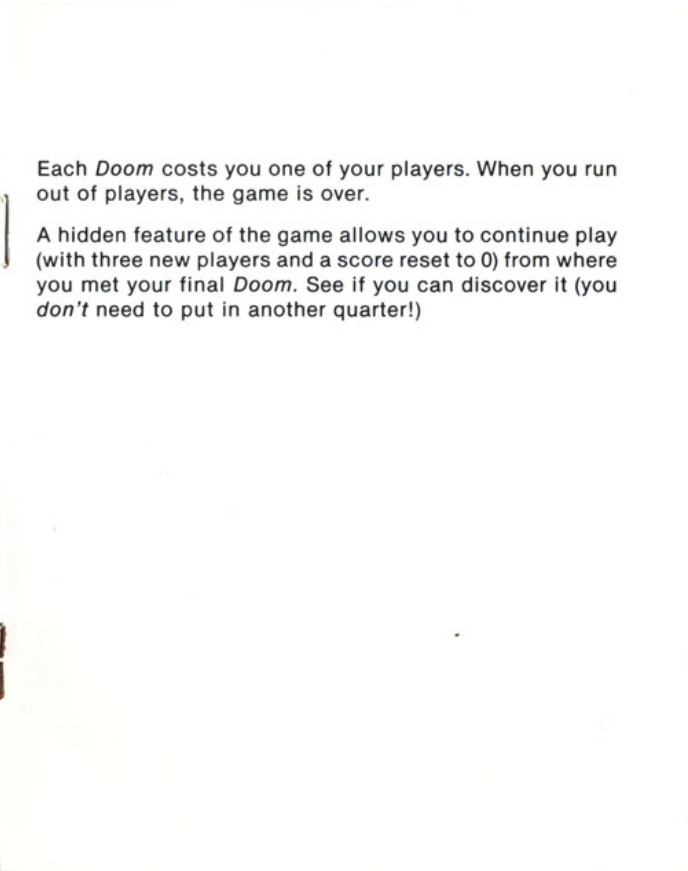 Each Doom costs you one of your players. When you run
out of players, the game is over.
A hidden feature of the game allows you to continue play
(with three new players and a score reset to 0) from where
you met your final Doom. See if you can discover it (you
don't need to put in another quarter!)